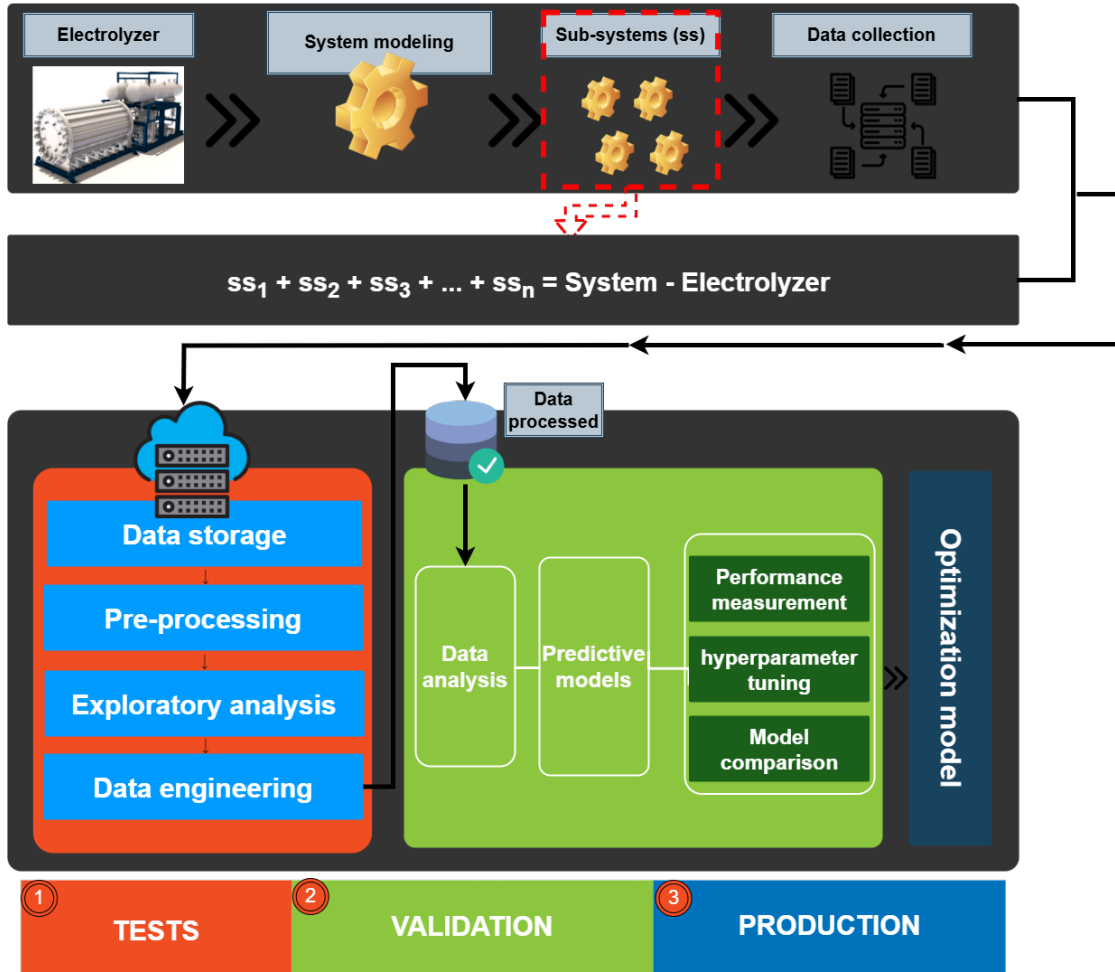 Electrolyzer
System modeling
Sub-systems (ss)
Data collection
ss1 + ss2 + ss3 + ... + ssn = System - Electrolyzer
Data
processed
Data storage
Pre-processing
Exploratory analysis
Data engineering
Data
analysis
Predictive
models
Performance
measurement
hyperparameter
tuning
Model
comparison
Optimization model
1
TESTS
2
VALIDATION
3
PRODUCTION